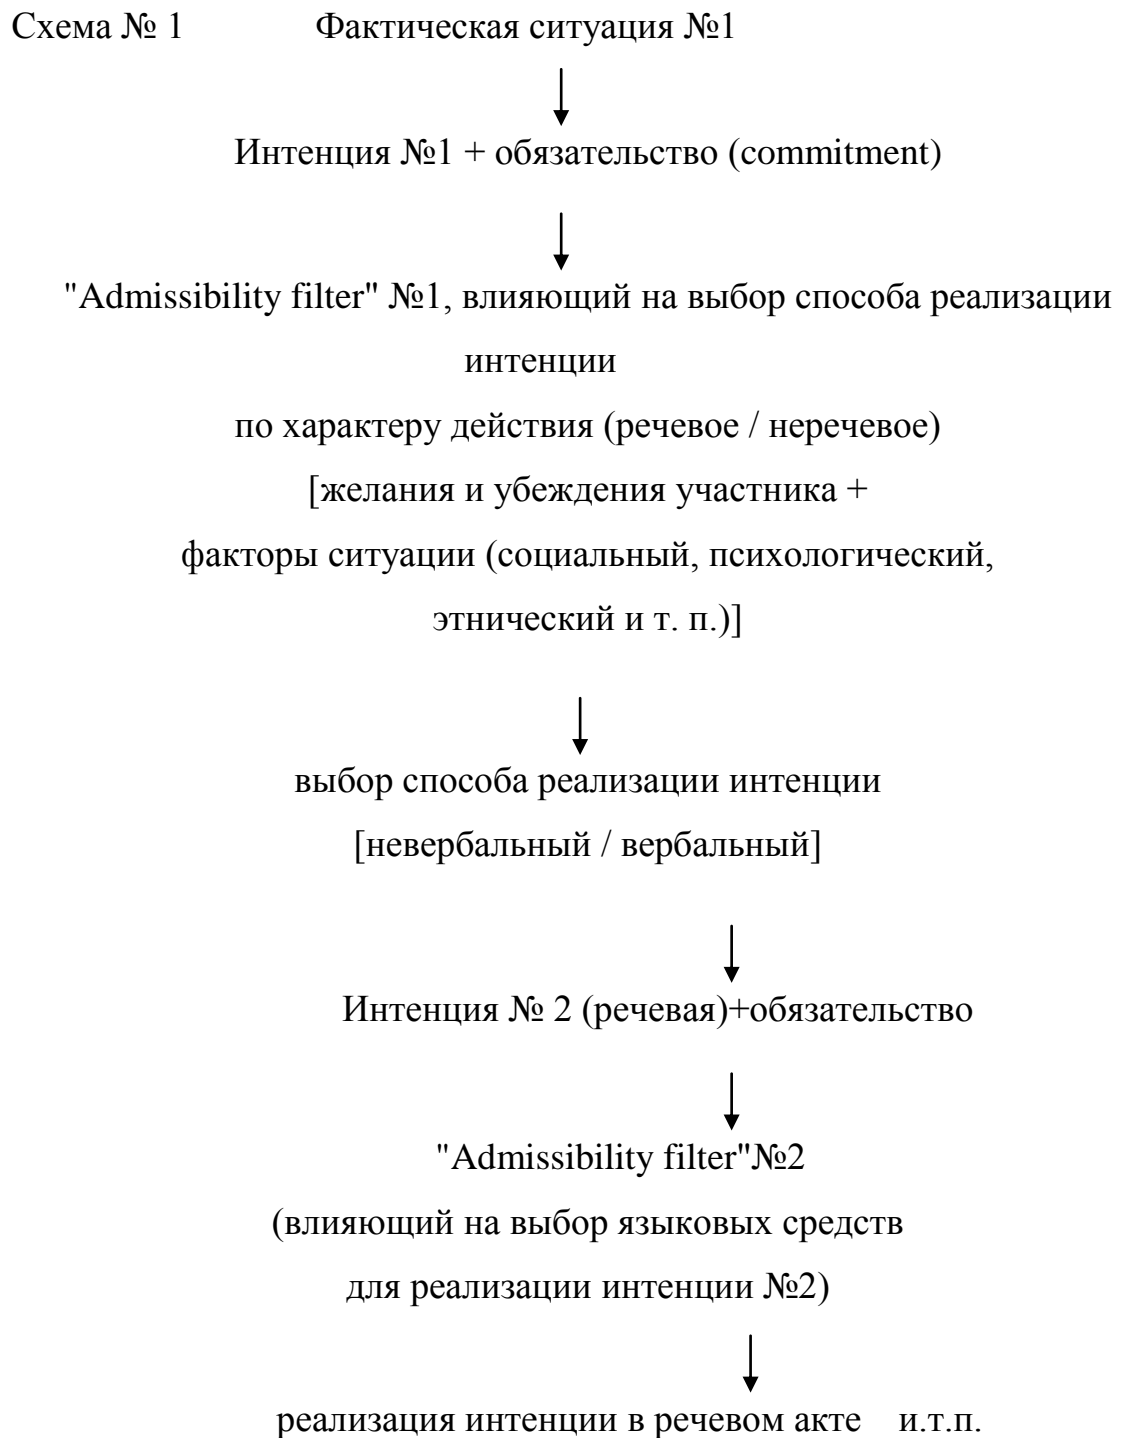 Схема № 1 Фактическая ситуация №1
Интенция №1 + обязательство (commitment)
"Admissibility filter" №1, влияющий на выбор способа реализации
интенции
по характеру действия (речевое / неречевое)
[желания и убеждения участника +
факторы ситуации (социальный, психологический,
этнический и т. п.)]
выбор способа реализации интенции
[невербальный / вербальный]
Интенция № 2 (речевая)+обязательство
"Admissibility filter"№2
(влияющий на выбор языковых средств
для реализации интенции №2)
реализация интенции в речевом акте и.т.п.